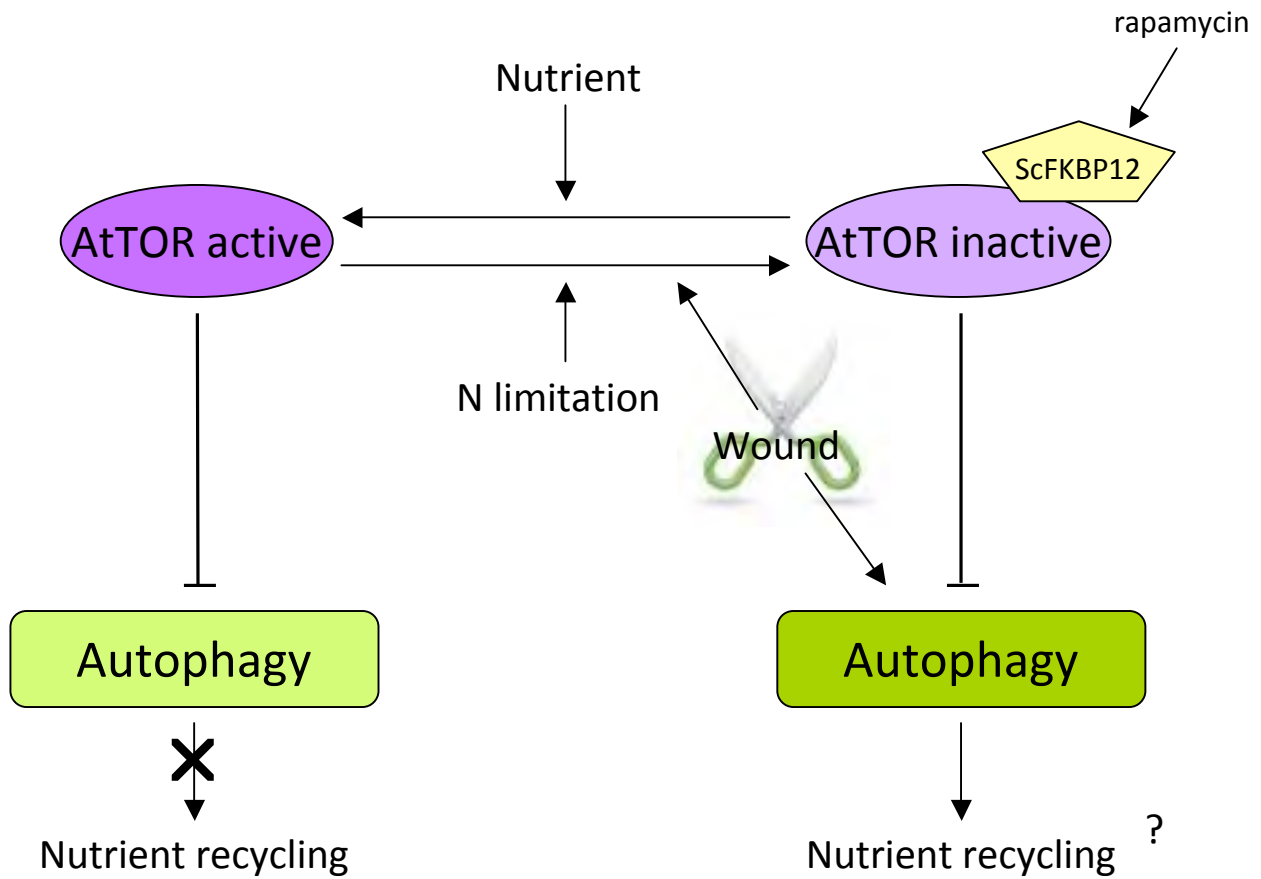 rapamycin
Nutrient
ScFKBP12
AtTOR active
AtTOR inactive
N limitation
Wound
Autophagy
Autophagy
Nutrient recycling
Nutrient recycling ?